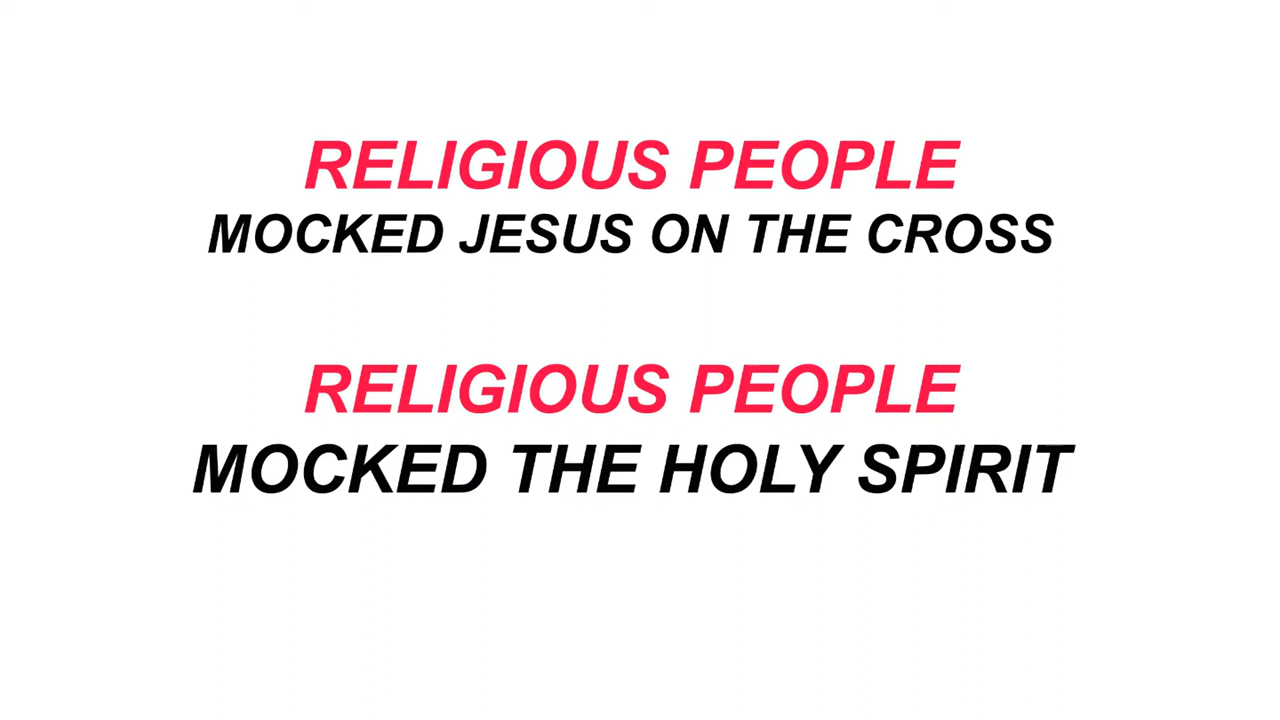 RELIGIOUS PEOPLE
MOCKED JESUS ON THE CROSS
RELIGIOUS PEOPLE
MOCKED THE HOLY SPIRIT